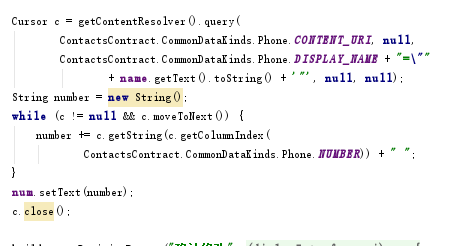 Cursor c = getContentResolver().query(
ContactsContract.CommonDataKinds.Phone.CONTENT_URI, null,
ContactsContract.CommonDataKinds.Phone.DISPLAY_NAME + "=\""
+ name.getText().toString() + '"', null, null);
String number = new String();
while (c != null && c.moveToNext()) {
number += c.getString(c.getColumnIndex(
ContactsContract.CommonDataKinds.Phone.NUMBER)) + " ";
}
num.setText(number);
c.close();